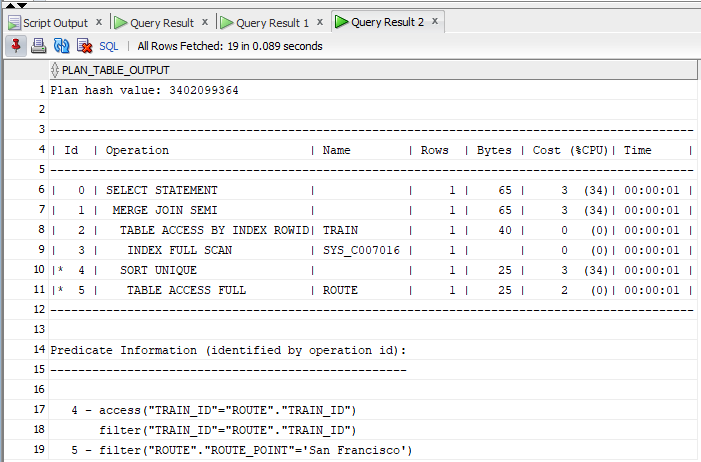 Script Output x Query Result x Query Result 1 x Query Result 2 x
SQL | All Rows Fetched: 19 in 0.089 seconds
PLAN_TABLE_OUTPUT
1 Plan hash value: 3402099364
2
3 --------------------------------------------------------------------------------------------
4 | Id  | Operation                    | Name        | Rows  | Bytes | Cost (%CPU)| Time     |
5 --------------------------------------------------------------------------------------------
6 |   0 | SELECT STATEMENT             |             |     1 |    65 |     3  (34)| 00:00:01 |
7 |   1 |  MERGE JOIN SEMI             |             |     1 |    65 |     3  (34)| 00:00:01 |
8 |   2 |   TABLE ACCESS BY INDEX ROWID| TRAIN       |     1 |    40 |     0   (0)| 00:00:01 |
9 |   3 |    INDEX FULL SCAN           | SYS_C007016 |     1 |       |     0   (0)| 00:00:01 |
10 |*  4 |   SORT UNIQUE                |             |     1 |    25 |     3  (34)| 00:00:01 |
11 |*  5 |    TABLE ACCESS FULL         | ROUTE       |     1 |    25 |     2   (0)| 00:00:01 |
12 --------------------------------------------------------------------------------------------
13
14 Predicate Information (identified by operation id):
15 ---------------------------------------------------
16
17    4 - access("TRAIN_ID"="ROUTE"."TRAIN_ID")
18        filter("TRAIN_ID"="ROUTE"."TRAIN_ID")
19    5 - filter("ROUTE"."ROUTE_POINT"='San Francisco')